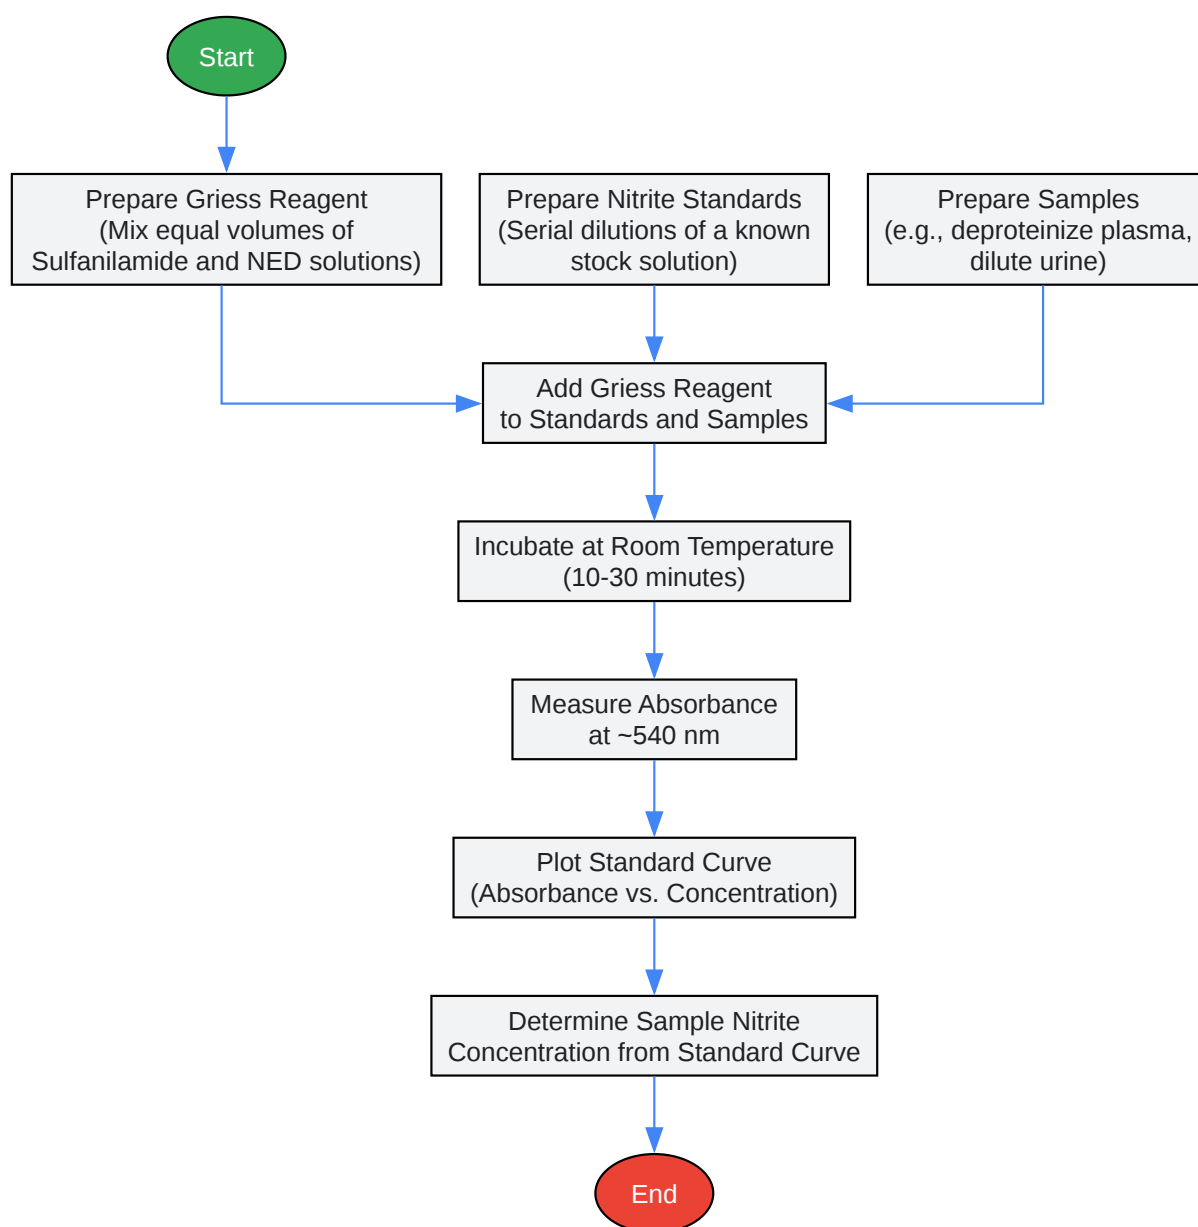 Start
Prepare Griess Reagent
(Mix equal volumes of
Sulfanilamide and NED solutions)
Prepare Nitrite Standards
(Serial dilutions of a known
stock solution)
Prepare Samples
(e.g., deproteinize plasma,
dilute urine)
Add Griess Reagent
to Standards and Samples
Incubate at Room Temperature
(10-30 minutes)
Measure Absorbance
at ~540 nm
Plot Standard Curve
(Absorbance vs. Concentration)
Determine Sample Nitrite
Concentration from Standard Curve
End